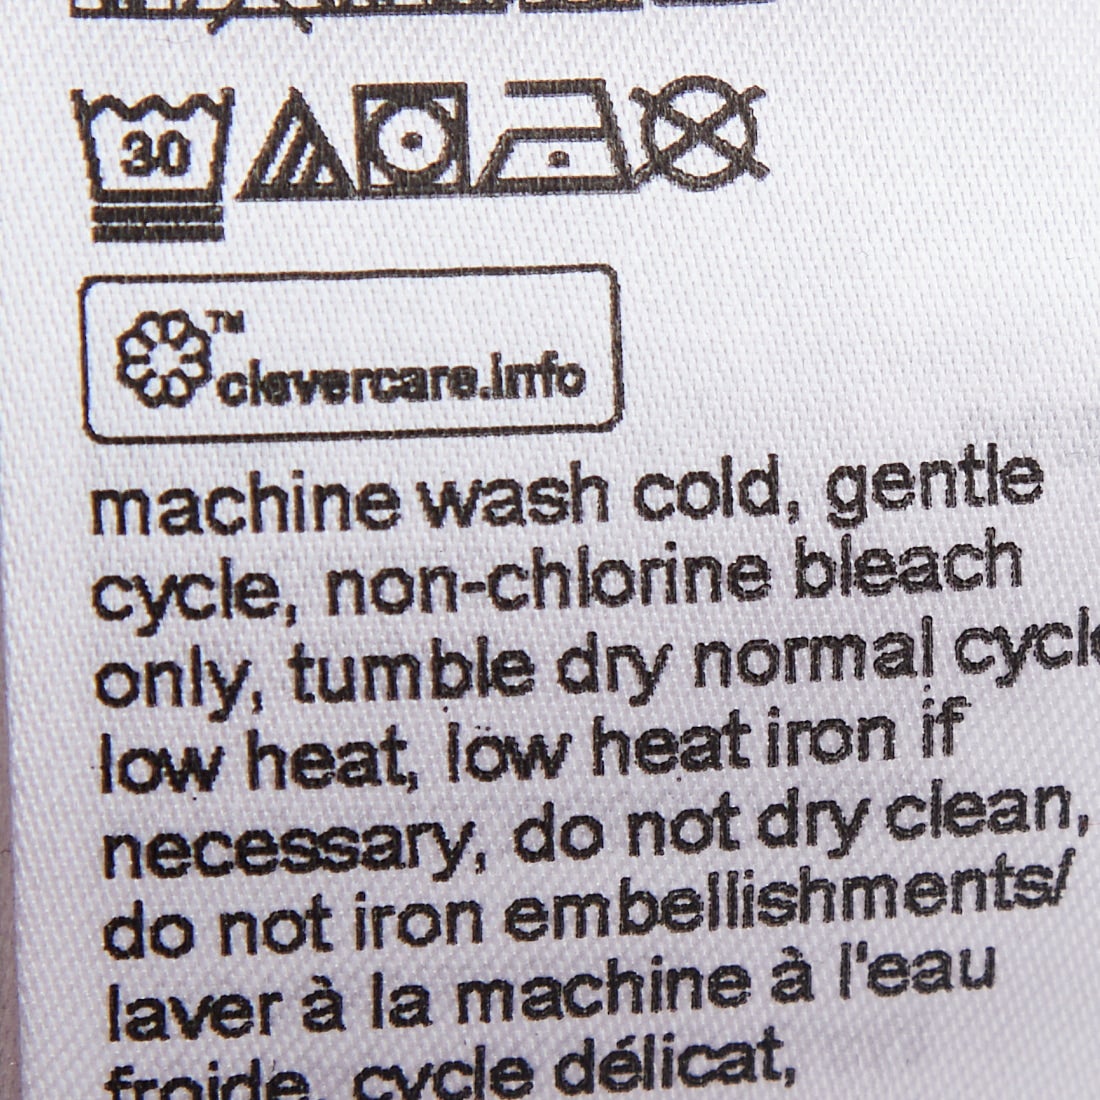 30
™
clevercare.info
machine wash cold, gentle
cycle, non-chlorine bleach
only, tumble dry normal cycle
low heat, low heat iron if
necessary, do not dry clean,
do not iron embellishments/
laver à la machine à l'eau
froide, cycle délicat,